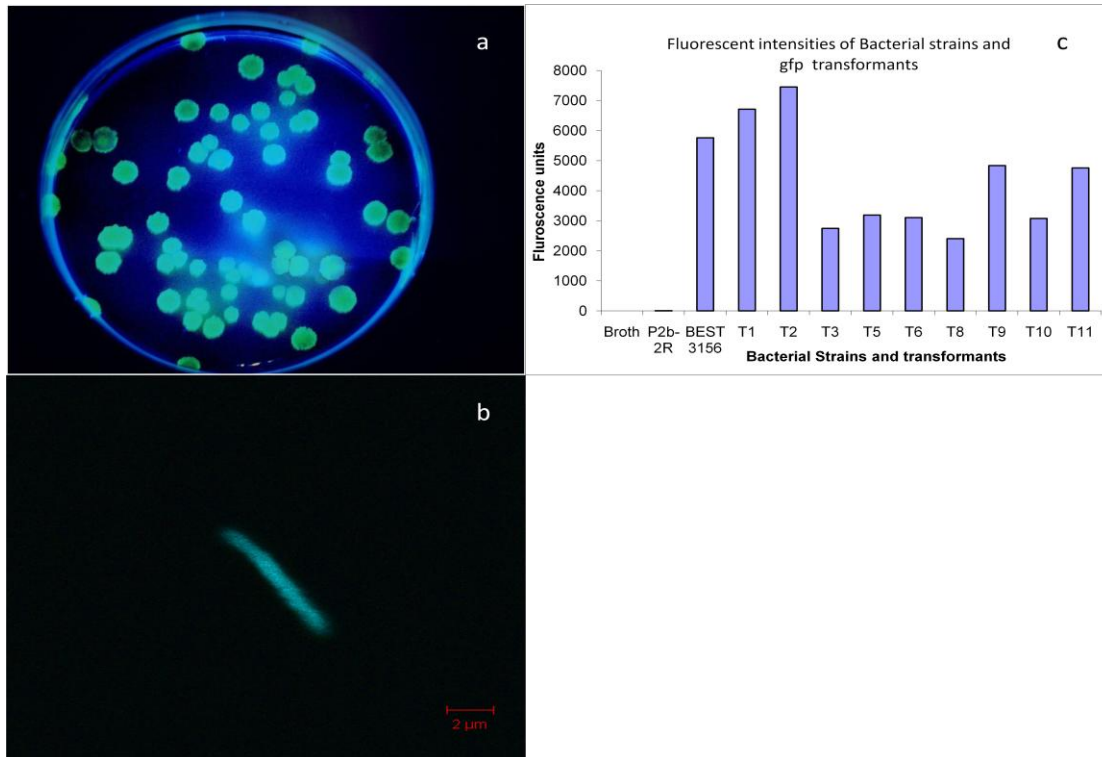 a
Fluorescent intensities of Bacterial strains and
gfp transformants
c
8000
7000
6000
5000
4000
3000
2000
1000
0
Fluroscence units
Broth P2b- BEST T1 T2 T3 T5 T6 T8 T9 T10 T11
2R 3156
Bacterial Strains and transformants
b
2 µm